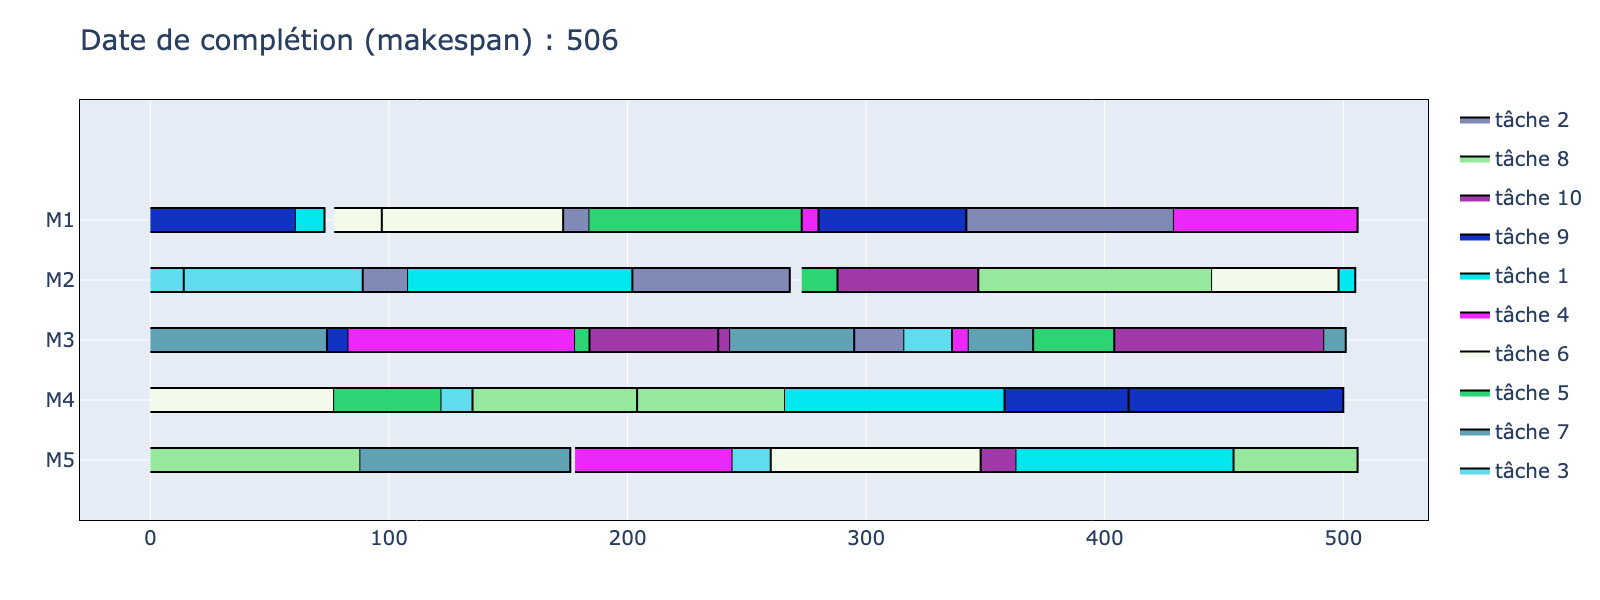 Date de complétion (makespan) : 506
tâche 2
tâche 8
tâche 10
tâche 9
tâche 1
tâche 4
tâche 6
tâche 5
tâche 7
tâche 3
M1
M2
M3
M4
M5
0 100 200 300 400 500